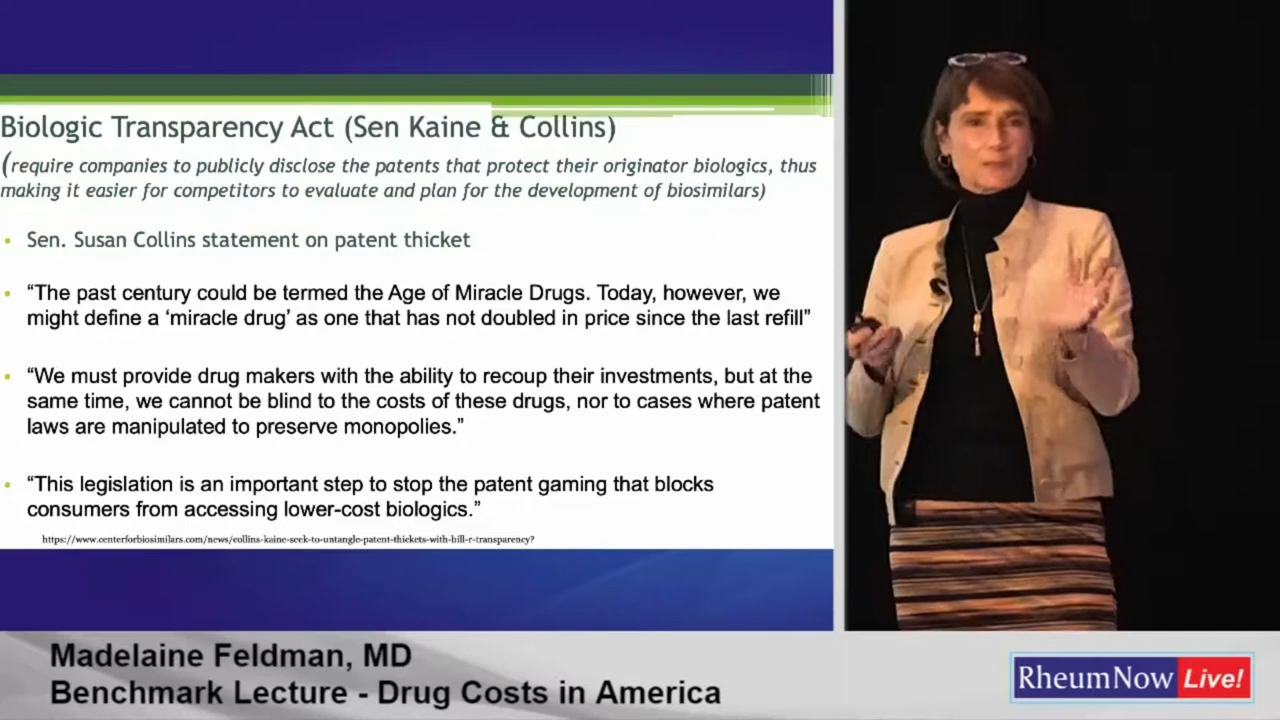 Biologic Transparency Act (Sen Kaine & Collins)
(require companies to publicly disclose the patents that protect their originator biologics, thus
making it easier for competitors to evaluate and plan for the development of biosimilars)
• Sen. Susan Collins statement on patent thicket
• “The past century could be termed the Age of Miracle Drugs. Today, however, we
might define a ‘miracle drug’ as one that has not doubled in price since the last refill”
• “We must provide drug makers with the ability to recoup their investments, but at the
same time, we cannot be blind to the costs of these drugs, nor to cases where patent
laws are manipulated to preserve monopolies.”
• “This legislation is an important step to stop the patent gaming that blocks
consumers from accessing lower-cost biologics.”
https://www.centerforbiosimilars.com/news/collins-kaine-seek-to-untangle-patent-thickets-with-bill-r-transparency?
Madelaine Feldman, MD
Benchmark Lecture - Drug Costs in America
RheumNow Live!